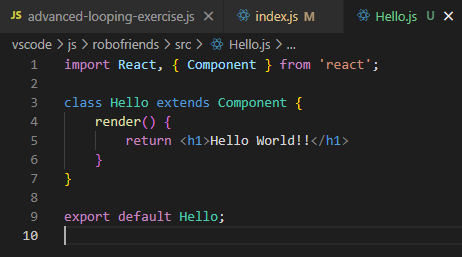 JS advanced-looping-exercise.js × index.js M Hello.js U ×
vscode > js > robofriends > src > Hello.js > ...
1 import React, { Component } from 'react';
2
3 class Hello extends Component {
4 render() {
5 return <h1>Hello World!!</h1>
6 }
7 }
8
9 export default Hello;
10